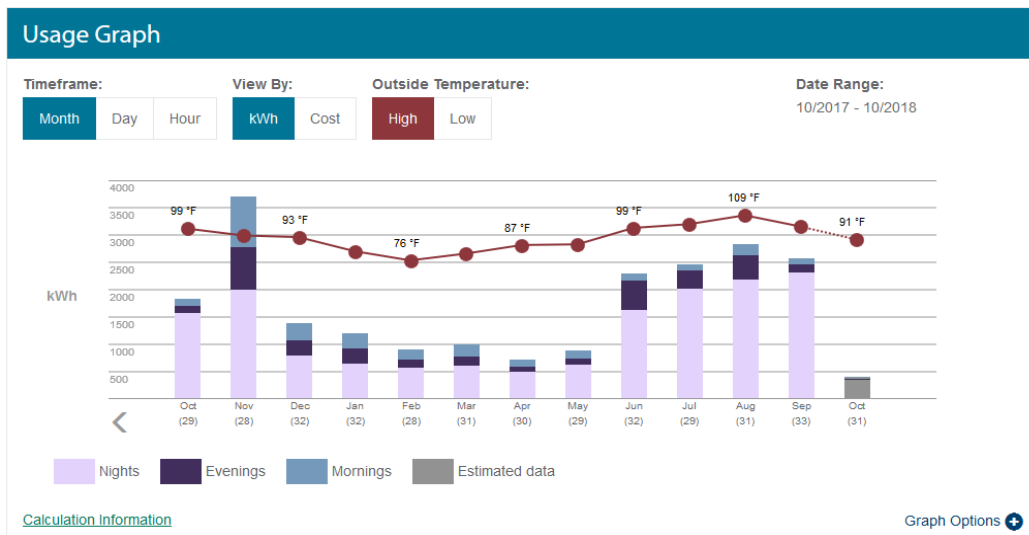 Usage Graph
Timeframe: View By: Outside Temperature: Date Range:
Month Day Hour kWh Cost High Low 10/2017 - 10/2018
4000
3500
3000
2500
2000
1500
1000
500
kWh
99 °F 93 °F 76 °F 87 °F 99 °F 109 °F 91 °F
Oct Nov Dec Jan Feb Mar Apr May Jun Jul Aug Sep Oct
(29) (28) (32) (32) (28) (31) (30) (29) (32) (29) (31) (33) (31)
Nights Evenings Mornings Estimated data
Calculation Information Graph Options